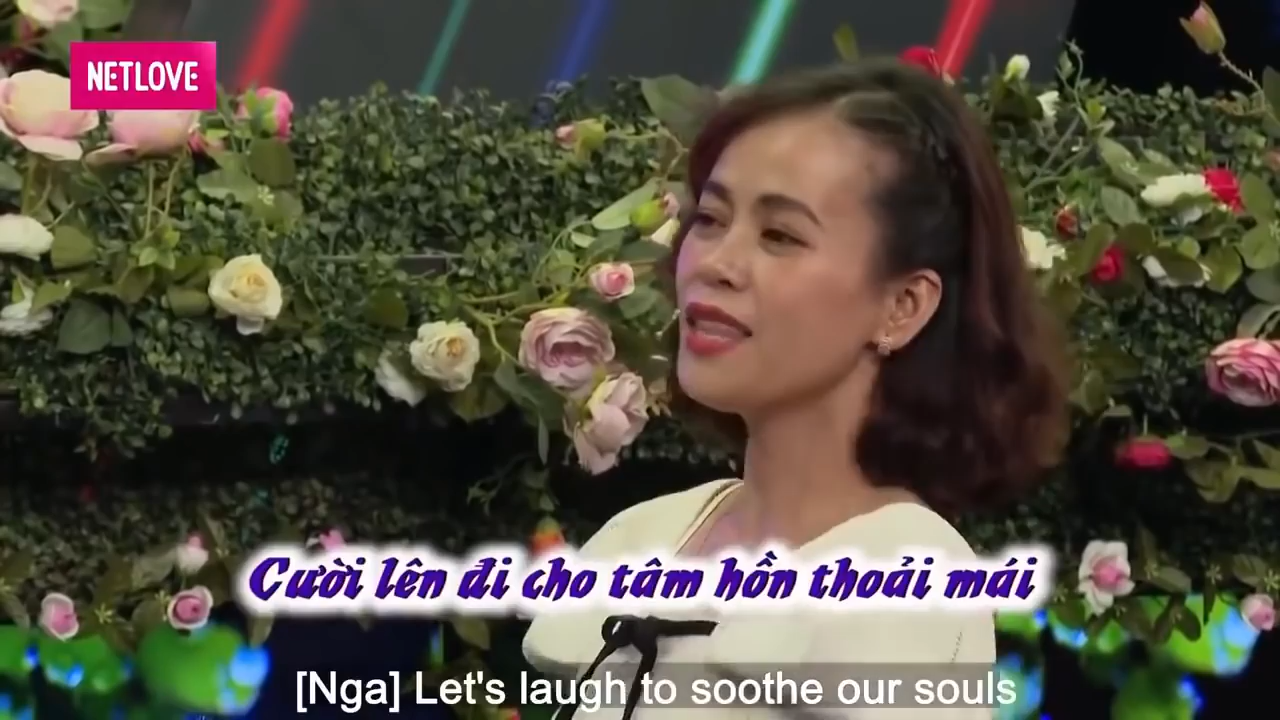 NETLOVE
Cười lên đi cho tâm hồn thoải mái
[Nga] Let's laugh to soothe our souls